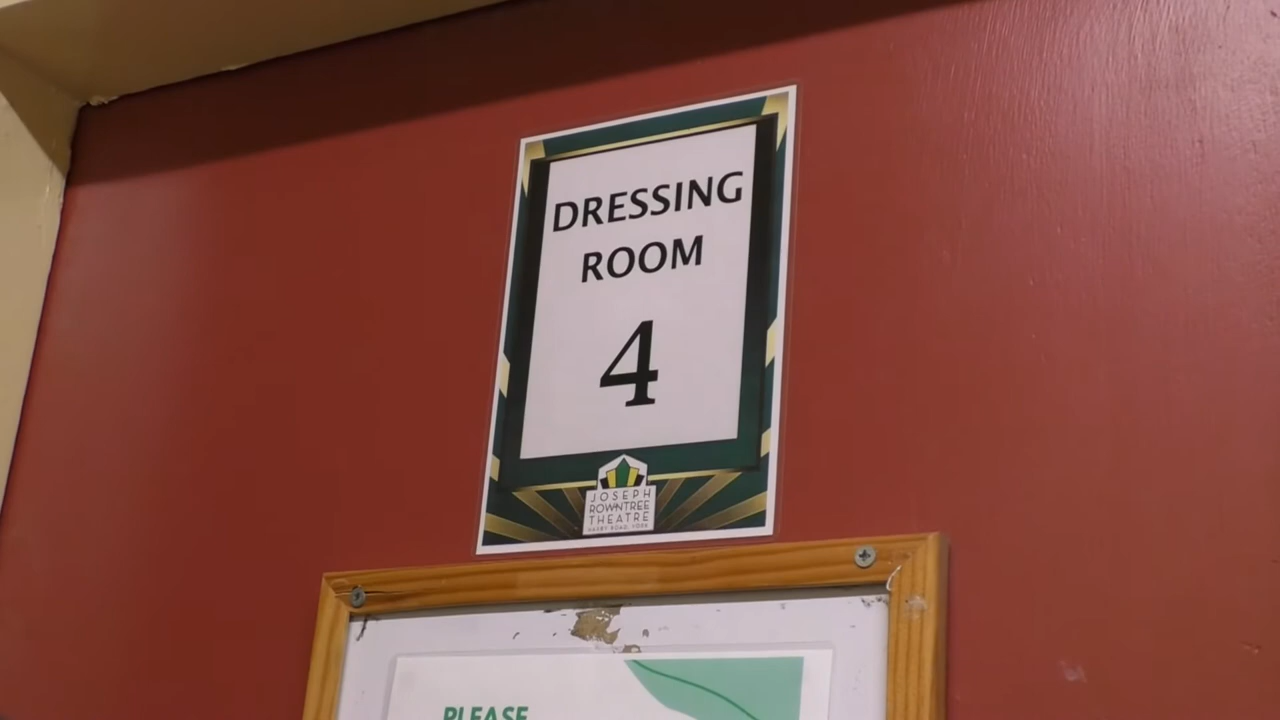 DRESSING
ROOM
4
JOSEPH
ROWNTREE
THEATRE
HAXBY ROAD, YORK
PLEASE